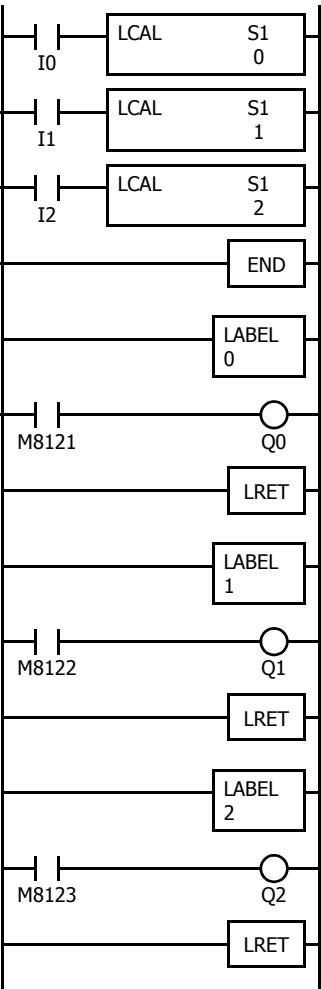 LCAL S1
0
I0
LCAL S1
1
I1
LCAL S1
2
I2
END
LABEL
0
M8121 Q0
LRET
LABEL
1
M8122 Q1
LRET
LABEL
2
M8123 Q2
LRET